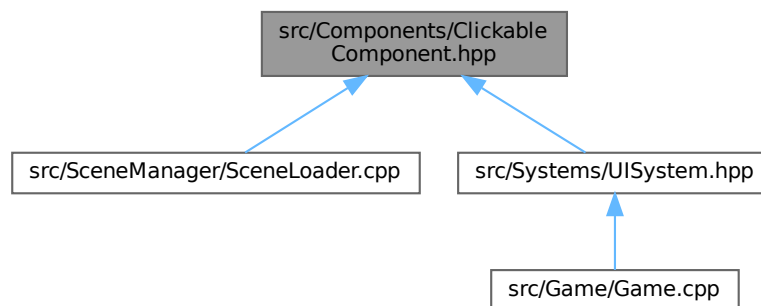 src/Components/Clickable
Component.hpp
src/SceneManager/SceneLoader.cpp
src/Systems/UISystem.hpp
src/Game/Game.cpp